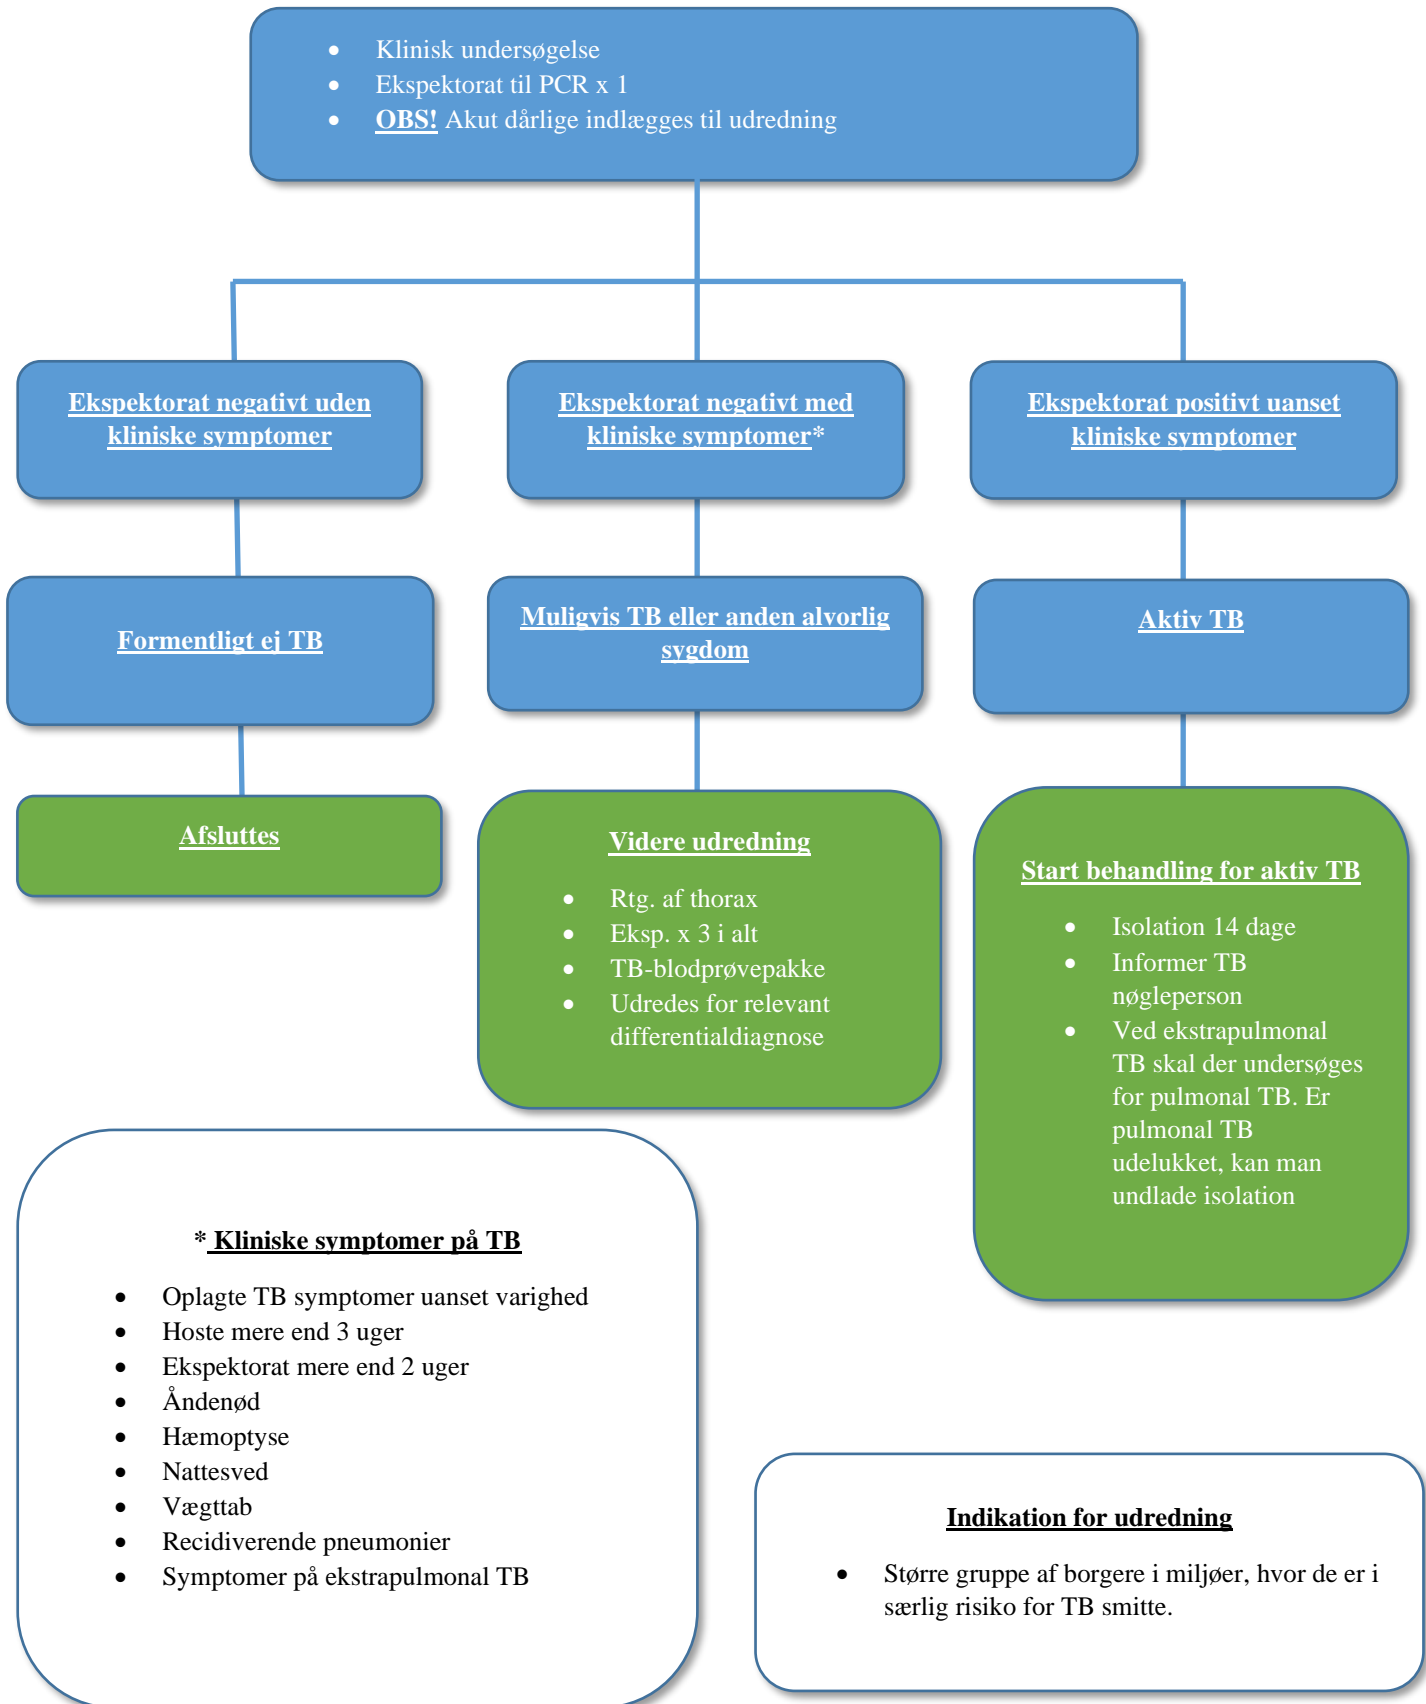 • Klinisk undersøgelse
• Ekspektorat til PCR x 1
• OBS! Akut dårlige indlægges til udredning
Ekspektorat negativt uden
kliniske symptomer
Ekspektorat negativt med
kliniske symptomer*
Ekspektorat positivt uanset
kliniske symptomer
Formentligt ej TB
Muligvis TB eller anden alvorlig
sygdom
Aktiv TB
Afsluttes
Videre udredning
• Rtg. af thorax
• Eksp. x 3 i alt
• TB-blodprøvepakke
• Udredes for relevant
differentialdiagnose
Start behandling for aktiv TB
• Isolation 14 dage
• Informer TB
nøgleperson
• Ved ekstrapulmonal
TB skal der undersøges
for pulmonal TB. Er
pulmonal TB
udelukket, kan man
undlade isolation
* Kliniske symptomer på TB
• Oplagte TB symptomer uanset varighed
• Hoste mere end 3 uger
• Ekspektorat mere end 2 uger
• Åndenød
• Hæmoptyse
• Nattesved
• Vægttab
• Recidiverende pneumonier
• Symptomer på ekstrapulmonal TB
Indikation for udredning
• Større gruppe af borgere i miljøer, hvor de er i
særlig risiko for TB smitte.